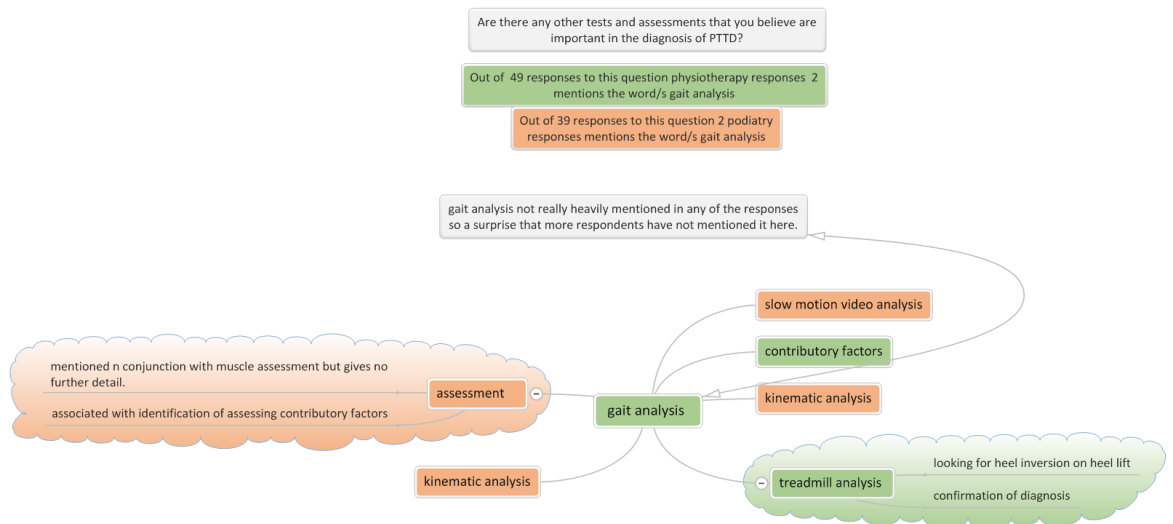 Are there any other tests and assessments that you believe are
important in the diagnosis of PTTD?
Out of 49 responses to this question physiotherapy responses 2
mentions the word/s gait analysis
Out of 39 responses to this question 2 podiatry
responses mentions the word/s gait analysis
gait analysis not really heavily mentioned in any of the responses
so a surprise that more respondents have not mentioned it here.
slow motion video analysis
contributory factors
kinematic analysis
gait analysis
mentioned n conjunction with muscle assessment but gives no
further detail.
assessment
associated with identification of assessing contributory factors
kinematic analysis
treadmill analysis
looking for heel inversion on heel lift
confirmation of diagnosis